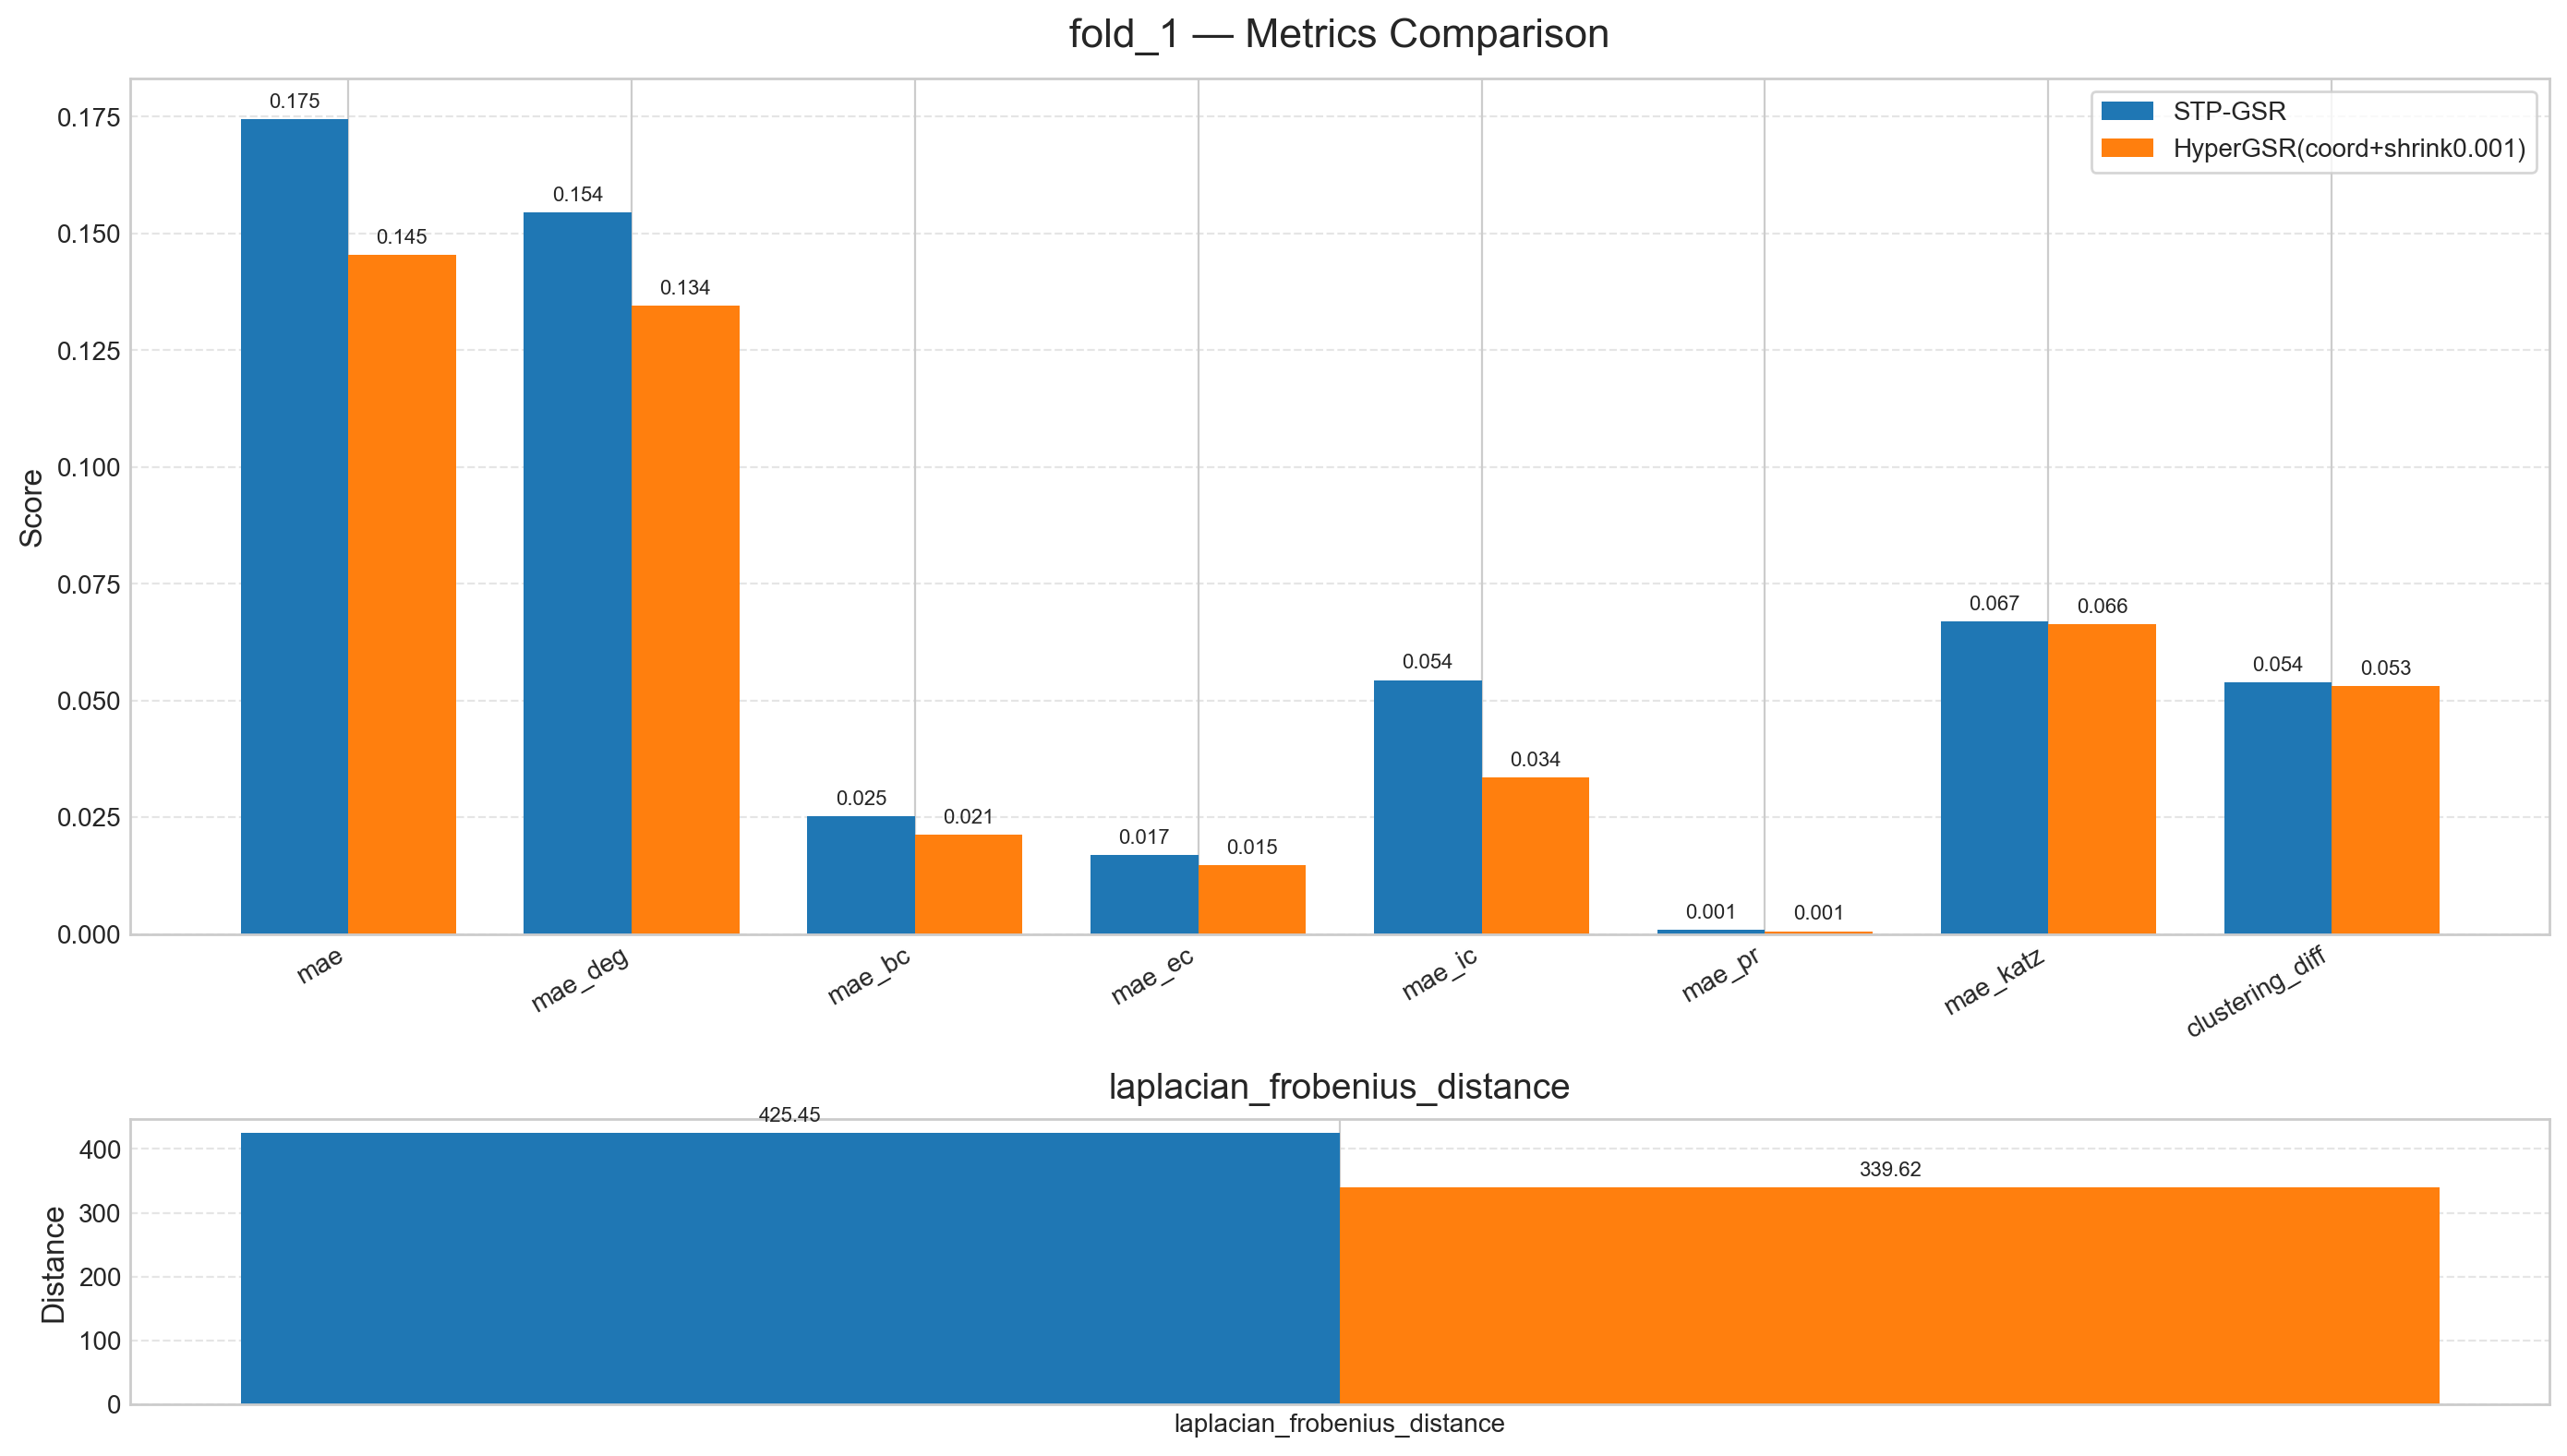 fold_1 — Metrics Comparison
STP-GSR
HyperGSR(coord+shrink0.001)
Score
0.175
0.150
0.125
0.100
0.075
0.050
0.025
0.000
0.175
0.145
0.154
0.134
0.025
0.021
0.017
0.015
0.054
0.034
0.001
0.001
0.067
0.066
0.054
0.053
mae
mae_deg
mae_bc
mae_ec
mae_ic
mae_pr
mae_katz
clustering_diff
laplacian_frobenius_distance
Distance
400
300
200
100
0
425.45
339.62
laplacian_frobenius_distance